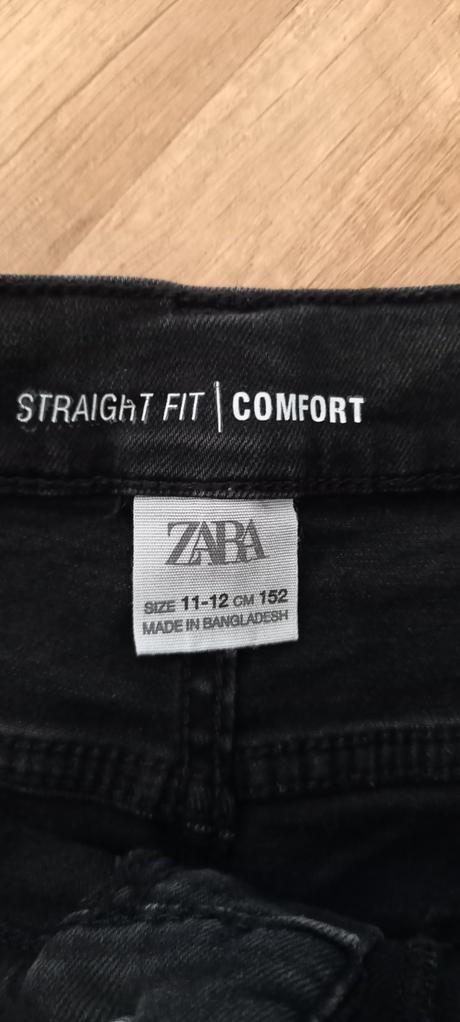 STRAIGHT FIT | COMFORT
ZARA
SIZE 11-12 CM 152
MADE IN BANGLADESH